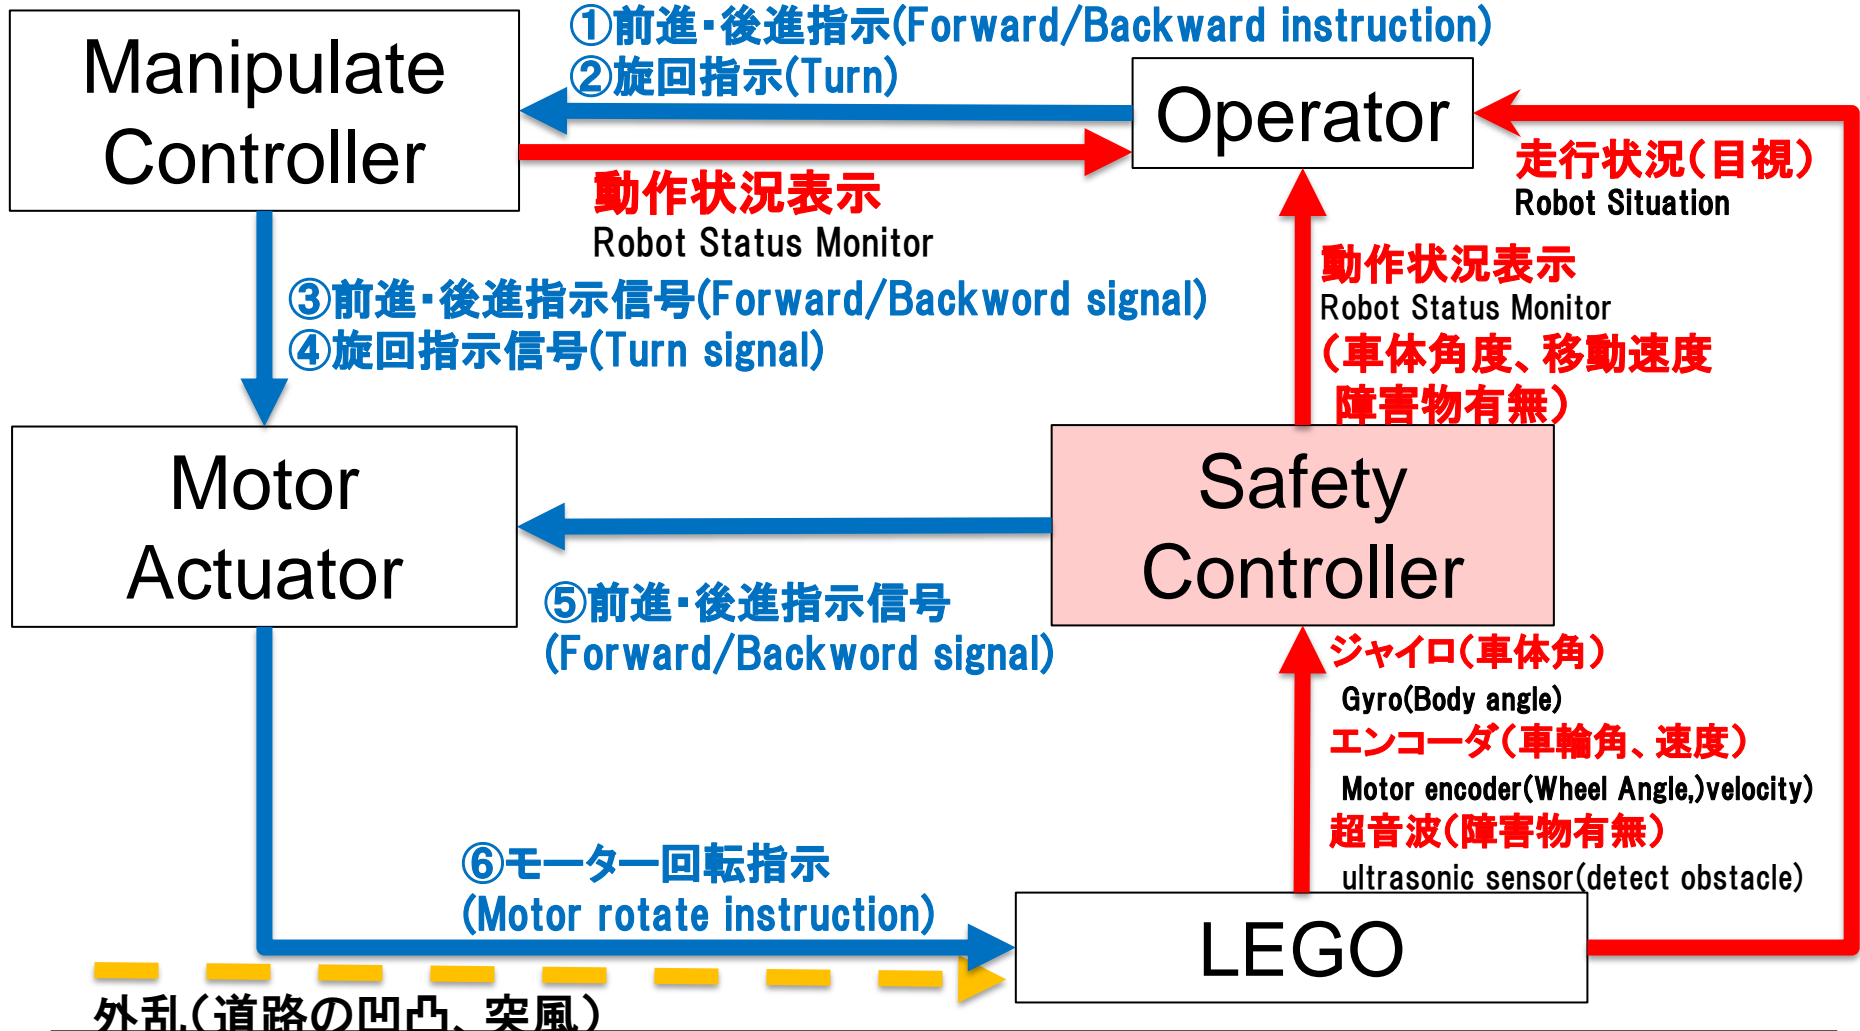 Manipulate
Controller
①前進・後進指示(Forward/Backward instruction)
②旋回指示(Turn)
Operator
動作状況表示
Robot Status Monitor
走行状況(目視)
Robot Situation
③前進・後進指示信号(Forward/Backword signal)
④旋回指示信号(Turn signal)
動作状況表示
Robot Status Monitor
(車体角度、移動速度
障害物有無)
Motor
Actuator
Safety
Controller
⑤前進・後進指示信号
(Forward/Backword signal)
ジャイロ(車体角)
Gyro(Body angle)
エンコーダ(車輪角、速度)
Motor encoder(Wheel Angle,)velocity)
超音波(障害物有無)
ultrasonic sensor(detect obstacle)
⑥モーター回転指示
(Motor rotate instruction)
LEGO
外乱(道路の凹凸、突風)